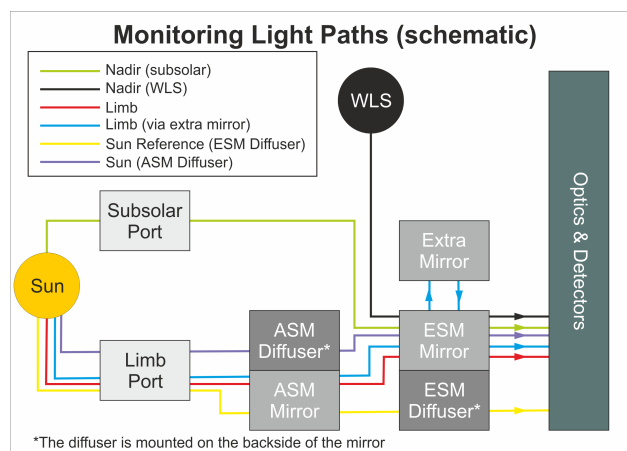 Monitoring Light Paths (schematic)
Nadir (subsolar)
Nadir (WLS)
Limb
Limb (via extra mirror)
Sun Reference (ESM Diffuser)
Sun (ASM Diffuser)
WLS
Subsolar
Port
Extra
Mirror
Sun
ASM
Diffuser*
ESM
Mirror
Limb
Port
ASM
Mirror
ESM
Diffuser*
Optics & Detectors
*The diffuser is mounted on the backside of the mirror